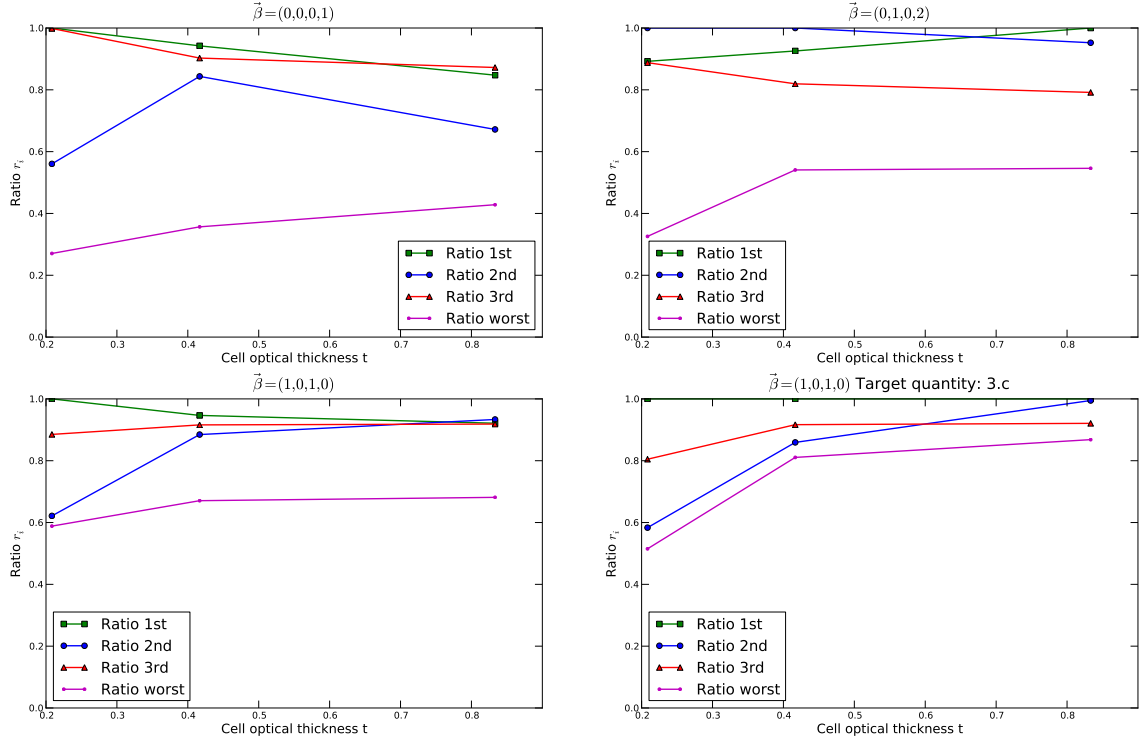 β⃗=(0,0,0,1)
1.0
0.8
0.6
0.4
0.2
0.0
Ratio rᵢ
0.2 0.3 0.4 0.5 0.6 0.7 0.8
Cell optical thickness t
Ratio 1st
Ratio 2nd
Ratio 3rd
Ratio worst
β⃗=(0,1,0,2)
1.0
0.8
0.6
0.4
0.2
0.0
Ratio rᵢ
0.2 0.3 0.4 0.5 0.6 0.7 0.8
Cell optical thickness t
Ratio 1st
Ratio 2nd
Ratio 3rd
Ratio worst
β⃗=(1,0,1,0)
1.0
0.8
0.6
0.4
0.2
0.0
Ratio rᵢ
0.2 0.3 0.4 0.5 0.6 0.7 0.8
Cell optical thickness t
Ratio 1st
Ratio 2nd
Ratio 3rd
Ratio worst
β⃗=(1,0,1,0) Target quantity: 3.c
1.0
0.8
0.6
0.4
0.2
0.0
Ratio rᵢ
0.2 0.3 0.4 0.5 0.6 0.7 0.8
Cell optical thickness t
Ratio 1st
Ratio 2nd
Ratio 3rd
Ratio worst